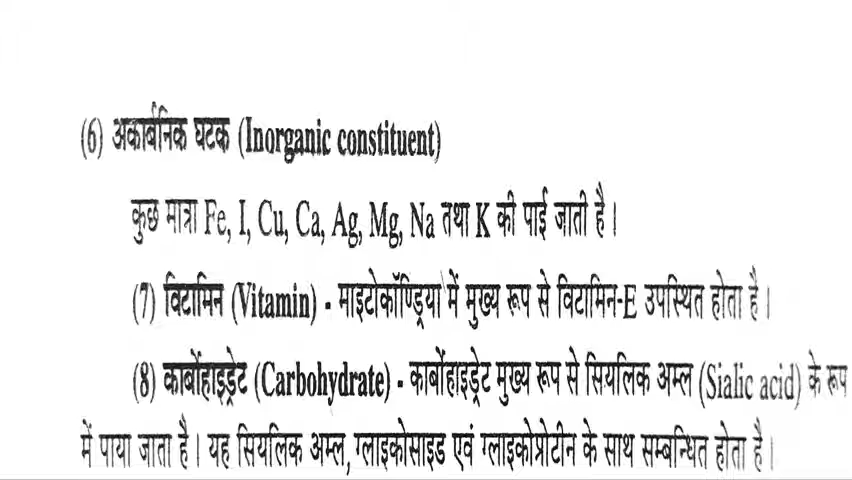 (6) अकार्बनिक घटक (Inorganic constituent)
कुछ मात्रा Fe, I, Cu, Ca, Ag, Mg, Na तथा K की पाई जाती है।
(7) विटामिन (Vitamin) - माइटोकॉण्ड्रिया में मुख्य रूप से विटामिन-E उपस्थित होता है।
(8) कार्बोहाइड्रेट (Carbohydrate) - कार्बोहाइड्रेट मुख्य रूप से सियलिक अम्ल (Sialic acid) के रूप
में पाया जाता है। यह सियलिक अम्ल, ग्लाइकोसाइड एवं ग्लाइकोप्रोटीन के साथ सम्बन्धित होता है।